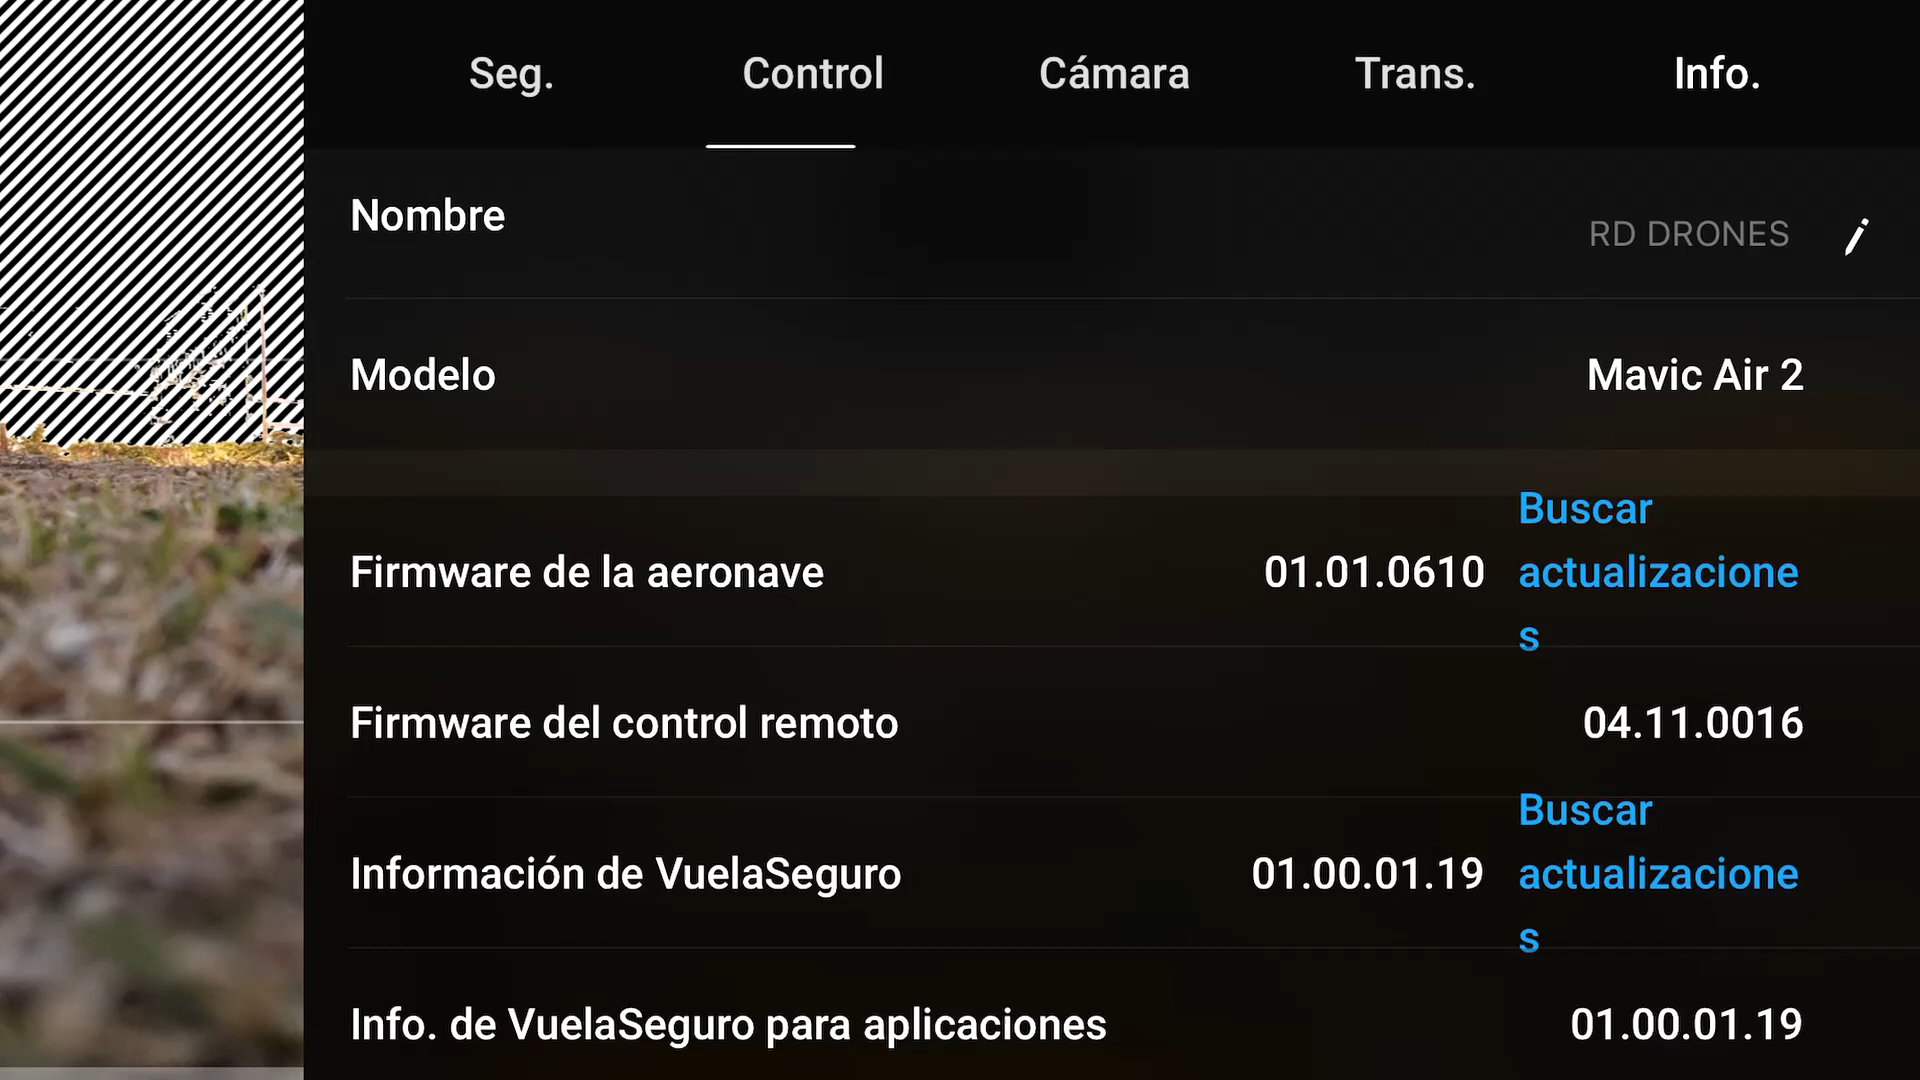 Seg. Control Cámara Trans. Info.
Nombre RD DRONES
Modelo Mavic Air 2
Buscar
Firmware de la aeronave 01.01.0610 actualizacione
s
Firmware del control remoto 04.11.0016
Buscar
Información de VuelaSeguro 01.00.01.19 actualizacione
s
Info. de VuelaSeguro para aplicaciones 01.00.01.19